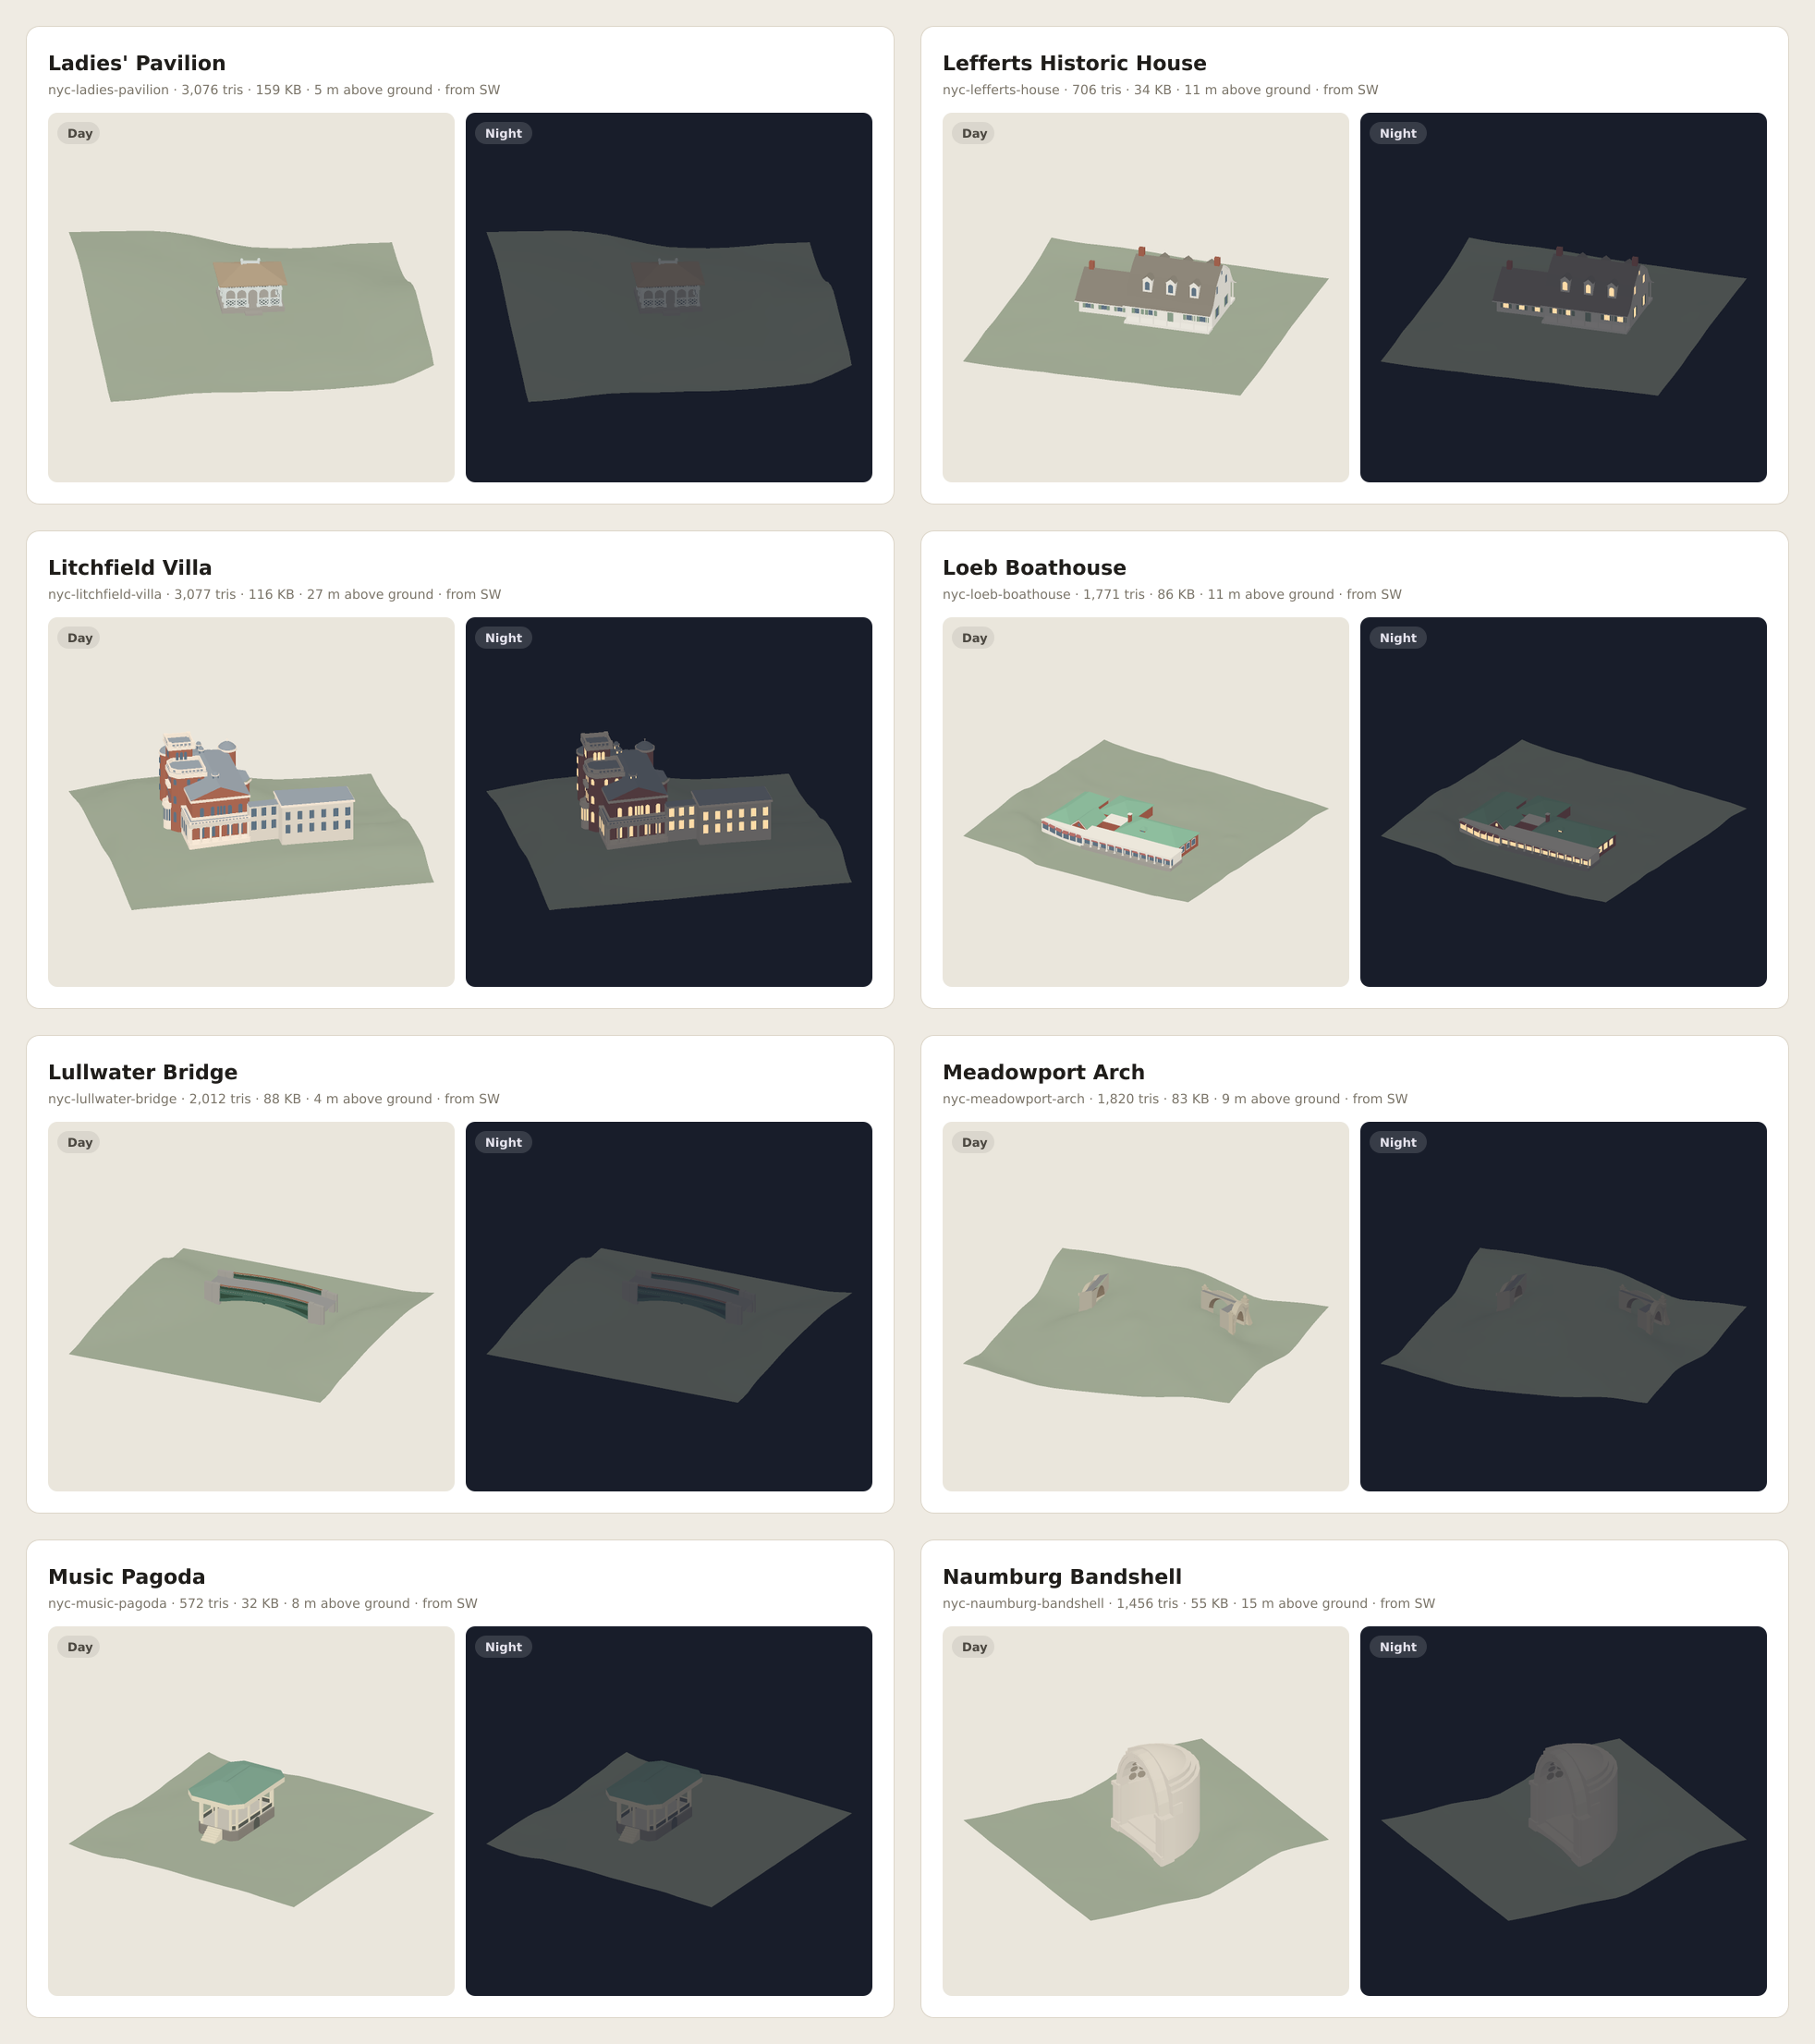 Ladies' Pavilion
nyc-ladies-pavilion · 3,076 tris · 159 KB · 5 m above ground · from SW
Day
Night
Lefferts Historic House
nyc-lefferts-house · 706 tris · 34 KB · 11 m above ground · from SW
Day
Night
Litchfield Villa
nyc-litchfield-villa · 3,077 tris · 116 KB · 27 m above ground · from SW
Day
Night
Loeb Boathouse
nyc-loeb-boathouse · 1,771 tris · 86 KB · 11 m above ground · from SW
Day
Night
Lullwater Bridge
nyc-lullwater-bridge · 2,012 tris · 88 KB · 4 m above ground · from SW
Day
Night
Meadowport Arch
nyc-meadowport-arch · 1,820 tris · 83 KB · 9 m above ground · from SW
Day
Night
Music Pagoda
nyc-music-pagoda · 572 tris · 32 KB · 8 m above ground · from SW
Day
Night
Naumburg Bandshell
nyc-naumburg-bandshell · 1,456 tris · 55 KB · 15 m above ground · from SW
Day
Night